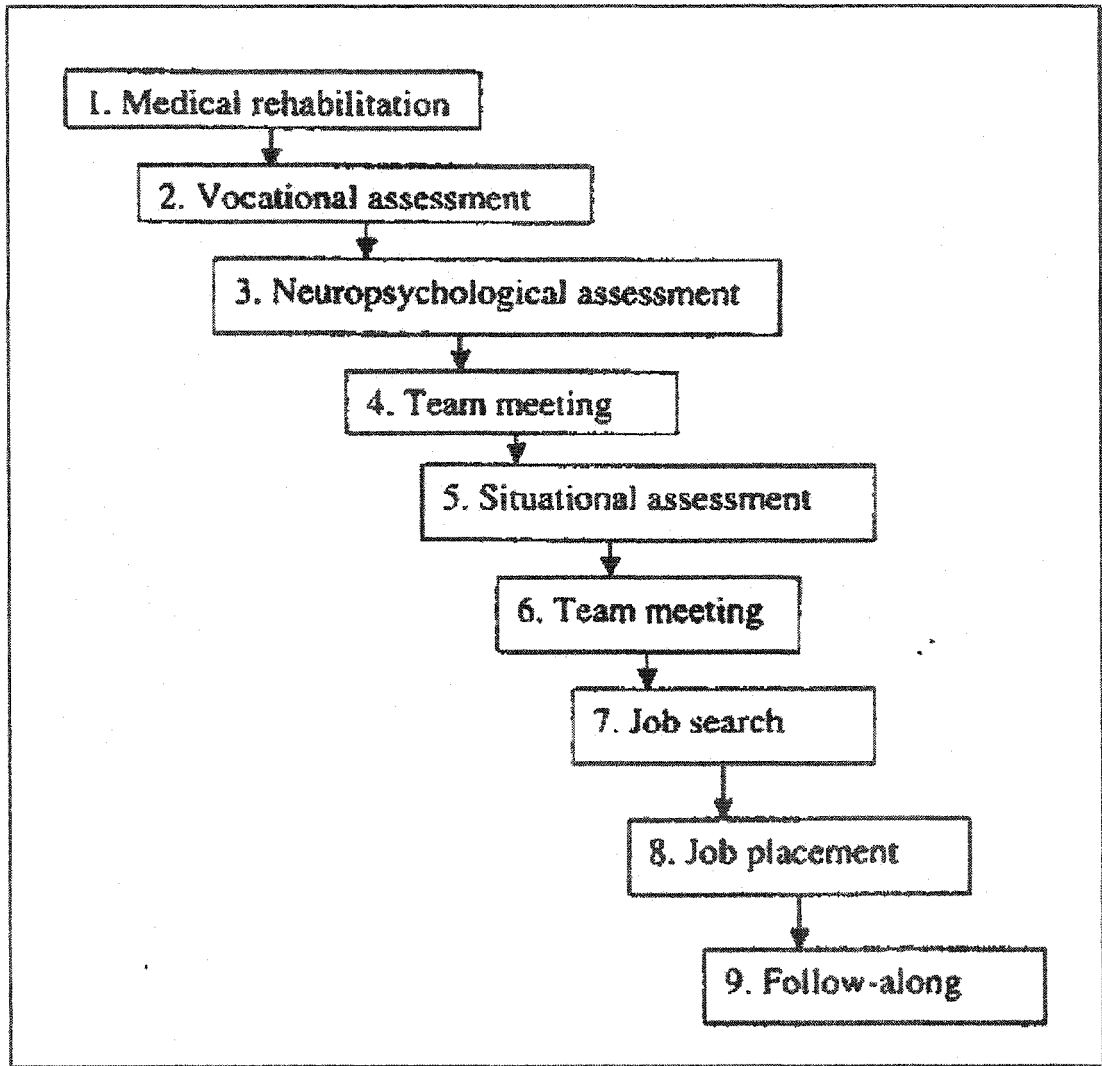 1. Medical rehabilitation
2. Vocational assessment
3. Neuropsychological assessment
4. Team meeting
5. Situational assessment
6. Team meeting
7. Job search
8. Job placement
9. Follow-along